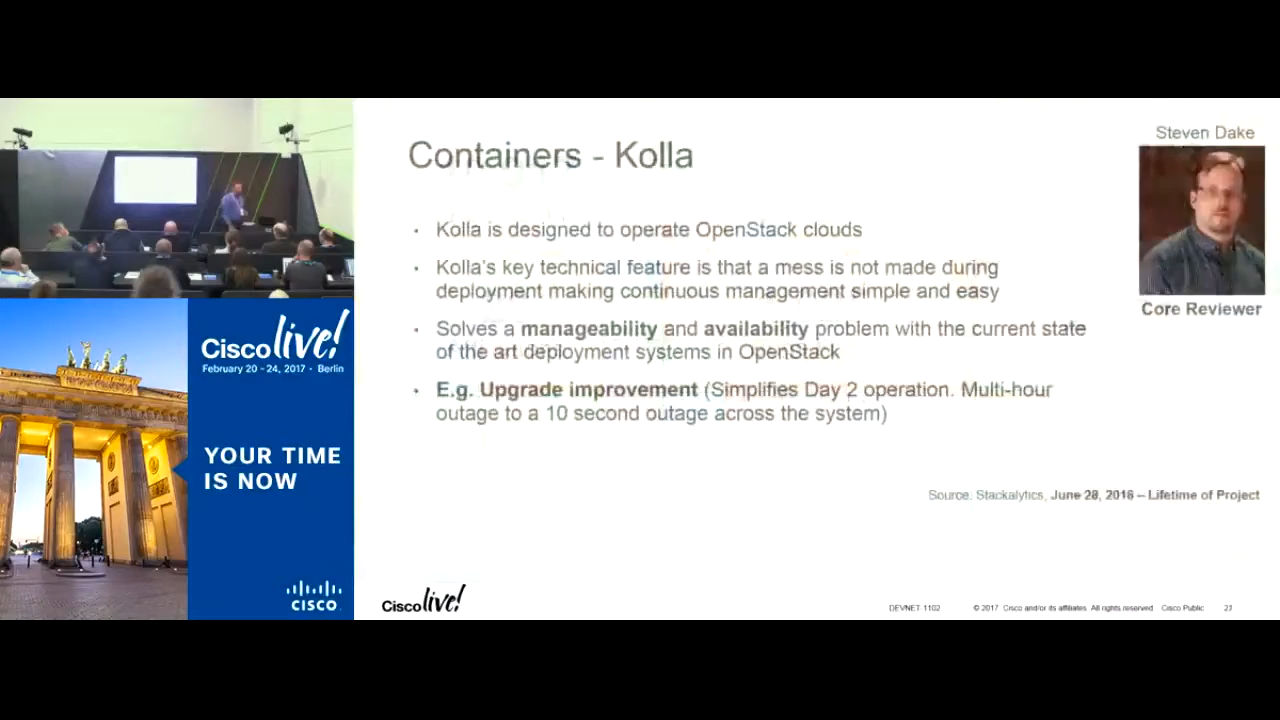 Steven Dake
Containers - Kolla
Kolla is designed to operate OpenStack clouds
Kolla's key technical feature is that a mess is not made during
deployment making continuous management simple and easy
Core Reviewer
Solves a manageability and availability problem with the current state
of the art deployment systems in OpenStack
E.g. Upgrade improvement (Simplifies Day 2 operation. Multi-hour
outage to a 10 second outage across the system)
Source: Stackalytics, June 28, 2016 – Lifetime of Project
Cisco live!
February 20 - 24, 2017 • Berlin
YOUR TIME
IS NOW
CISCO
Cisco live!
DEVNET-1102 © 2017 Cisco and/or its affiliates. All rights reserved. Cisco Public